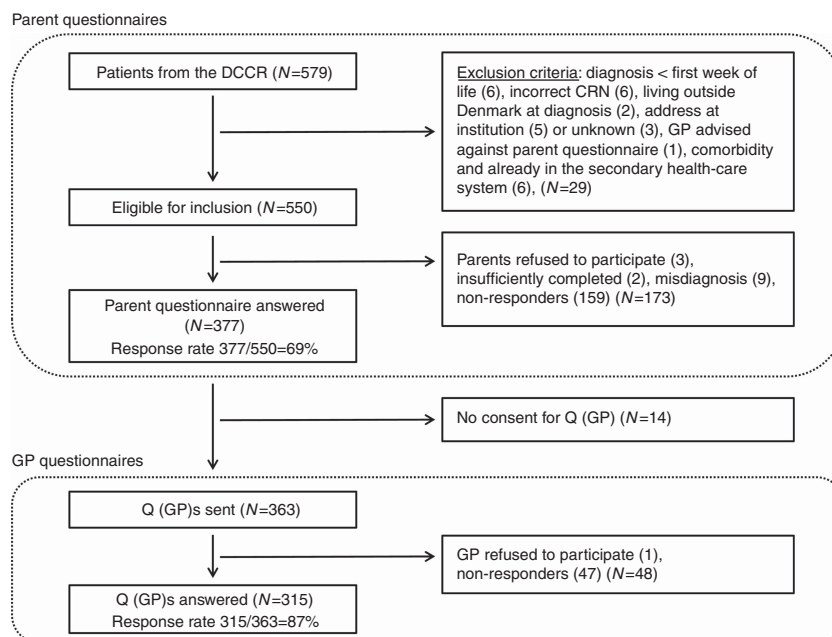 Parent questionnaires
Patients from the DCCR (N=579)
Exclusion criteria: diagnosis < first week of
life (6), incorrect CRN (6), living outside
Denmark at diagnosis (2), address at
institution (5) or unknown (3), GP advised
against parent questionnaire (1), comorbidity
and already in the secondary health-care
system (6), (N=29)
Eligible for inclusion (N=550)
Parents refused to participate (3),
insufficiently completed (2), misdiagnosis (9),
non-responders (159) (N=173)
Parent questionnaire answered
(N=377)
Response rate 377/550=69%
No consent for Q (GP) (N=14)
GP questionnaires
Q (GP)s sent (N=363)
GP refused to participate (1),
non-responders (47) (N=48)
Q (GP)s answered (N=315)
Response rate 315/363=87%